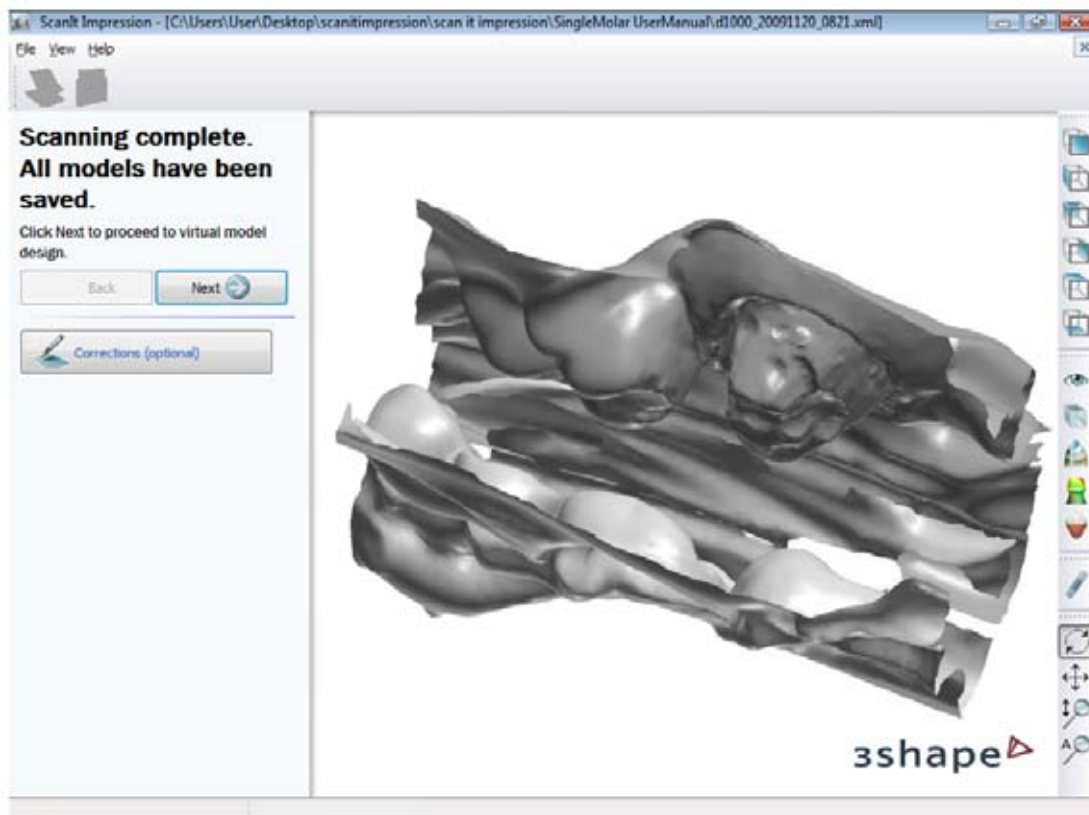 ScanIt Impression - [C:\Users\User\Desktop\scanitimpression\scan it impression\SingleMolar UserManual\d1000_20091120_0821.xml]
File View Help
Scanning complete.
All models have been
saved.
Click Next to proceed to virtual model
design.
Back Next
Corrections (optional)
A
3shape